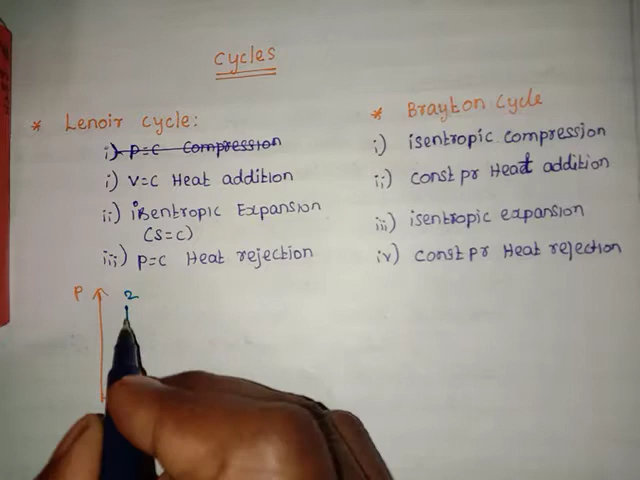 Cycles
* Lenoir cycle:
i) P=C Compression
i) V=C Heat addition
ii) isentropic Expansion
(S=C)
iii) P=C Heat rejection
* Brayton Cycle
i) isentropic compression
ii) const pr Heat addition
iii) isentropic expansion
iv) const pr Heat rejection
P 2